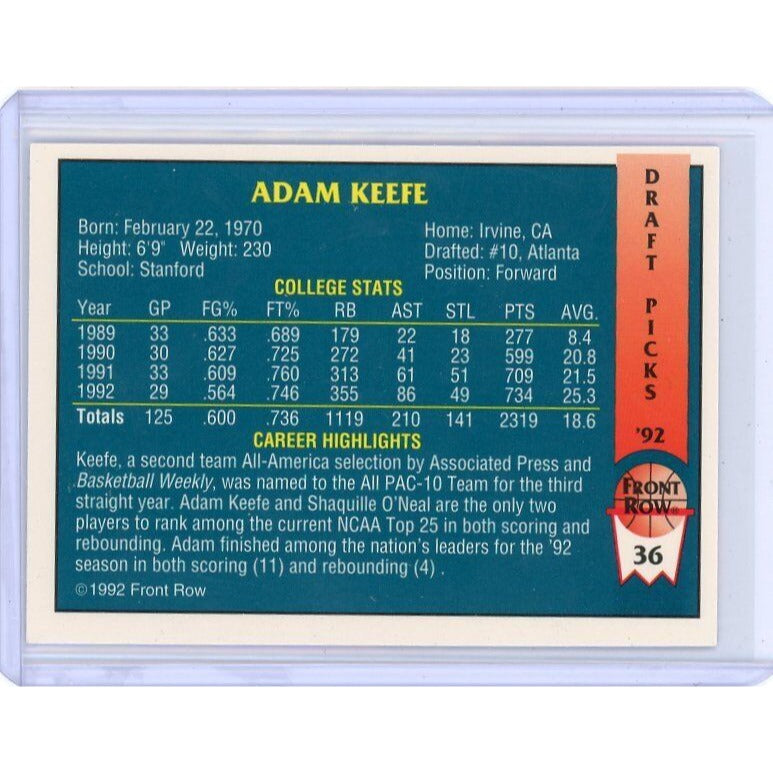 ADAM KEEFE
Born: February 22, 1970
Height: 6'9" Weight: 230
School: Stanford
Home: Irvine, CA
Drafted: #10, Atlanta
Position: Forward
COLLEGE STATS
Year GP FG% FT% RB AST STL PTS AVG.
1989 33 .633 .689 179 22 18 277 8.4
1990 30 .627 .725 272 41 23 599 20.8
1991 33 .609 .760 313 61 51 709 21.5
1992 29 .564 .746 355 86 49 734 25.3
Totals 125 .600 .736 1119 210 141 2319 18.6
CAREER HIGHLIGHTS
Keefe, a second team All-America selection by Associated Press and
Basketball Weekly, was named to the All PAC-10 Team for the third
straight year. Adam Keefe and Shaquille O'Neal are the only two
players to rank among the current NCAA Top 25 in both scoring and
rebounding. Adam finished among the nation's leaders for the '92
season in both scoring (11) and rebounding (4) .
©1992 Front Row
DRAFT PICKS
'92
FRONT
ROW®
36